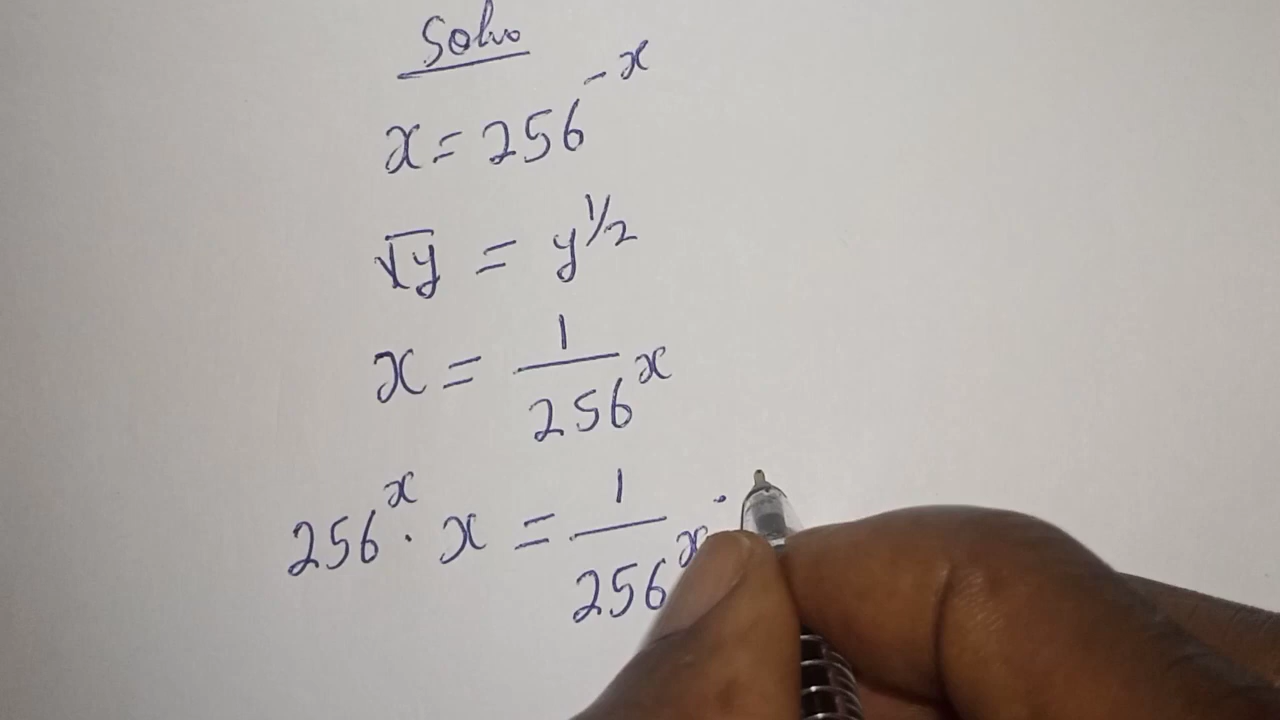 Solve
x = 256^{-x}
√y = y^{1/2}
x = 1/256^x
256^x · x = 1/256^x ·